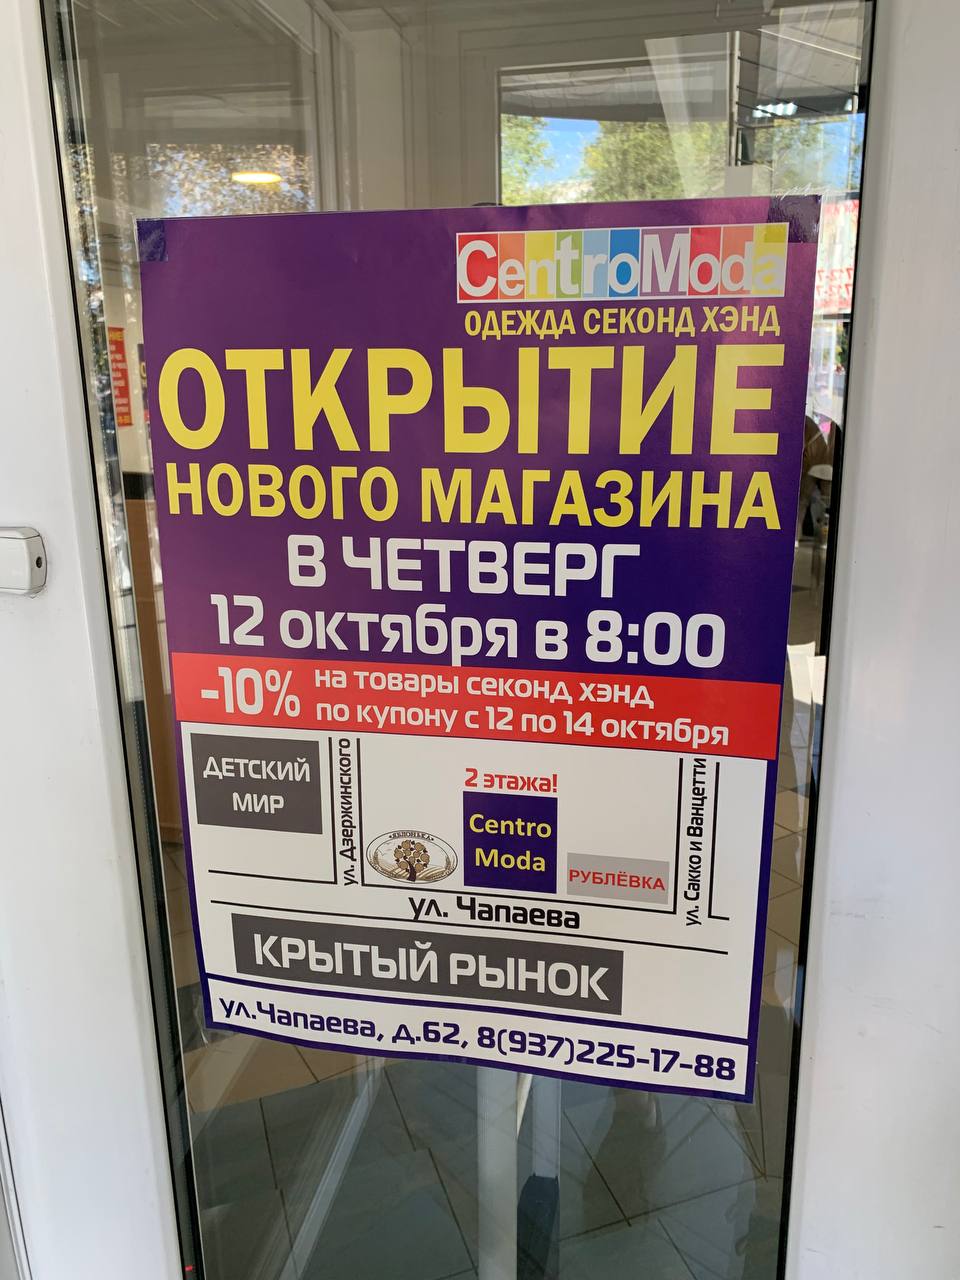 CentroModa
ОДЕЖДА СЕКОНД ХЭНД
ОТКРЫТИЕ
НОВОГО МАГАЗИНА
В ЧЕТВЕРГ
12 октября в 8:00
-10%
на товары секонд хэнд
по купону с 12 по 14 октября
ДЕТСКИЙ
МИР
ул. Дзержинского
ЯБЛОНЬКА
2 этажа!
Centro
Moda
РУБЛЁВКА
ул. Сакко и Ванцетти
ул. Чапаева
КРЫТЫЙ РЫНОК
ул.Чапаева, д.62, 8(937)225-17-88